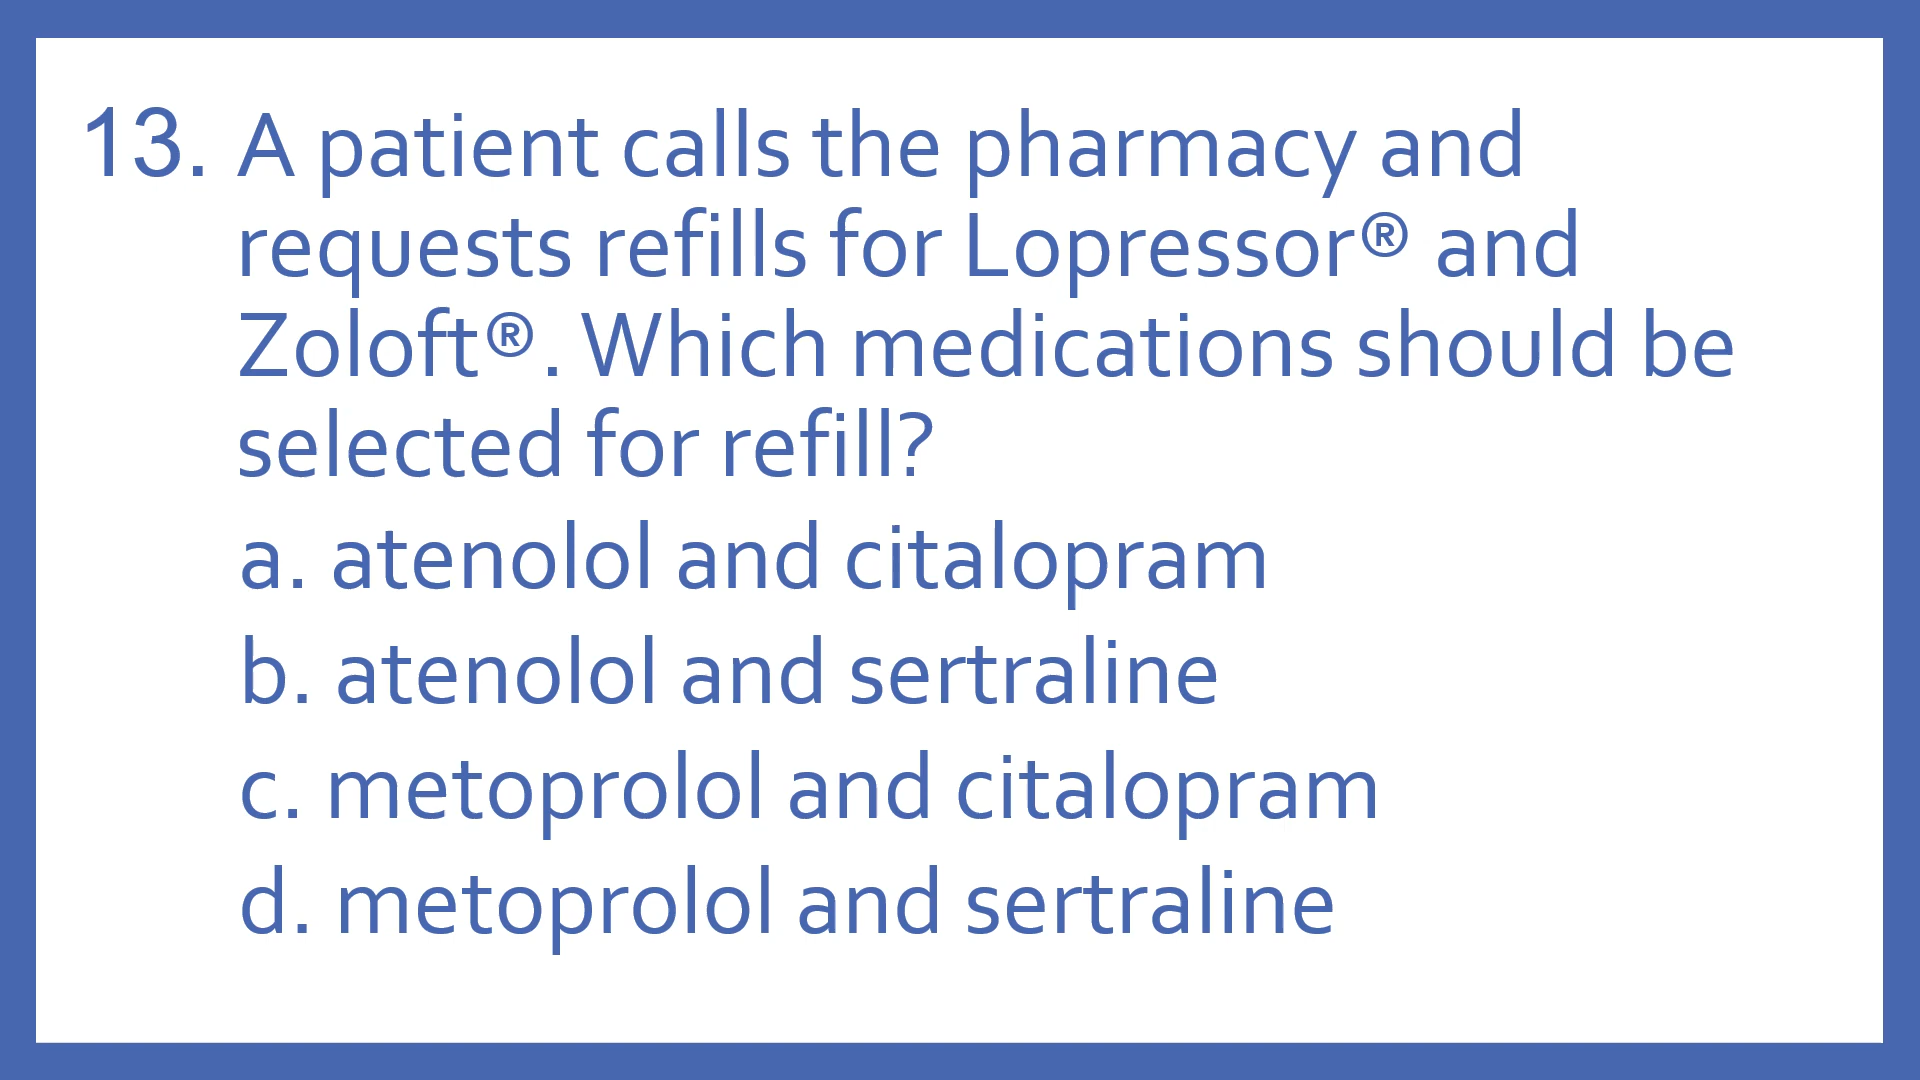 13. A patient calls the pharmacy and
requests refills for Lopressor® and
Zoloft®. Which medications should be
selected for refill?
a. atenolol and citalopram
b. atenolol and sertraline
c. metoprolol and citalopram
d. metoprolol and sertraline